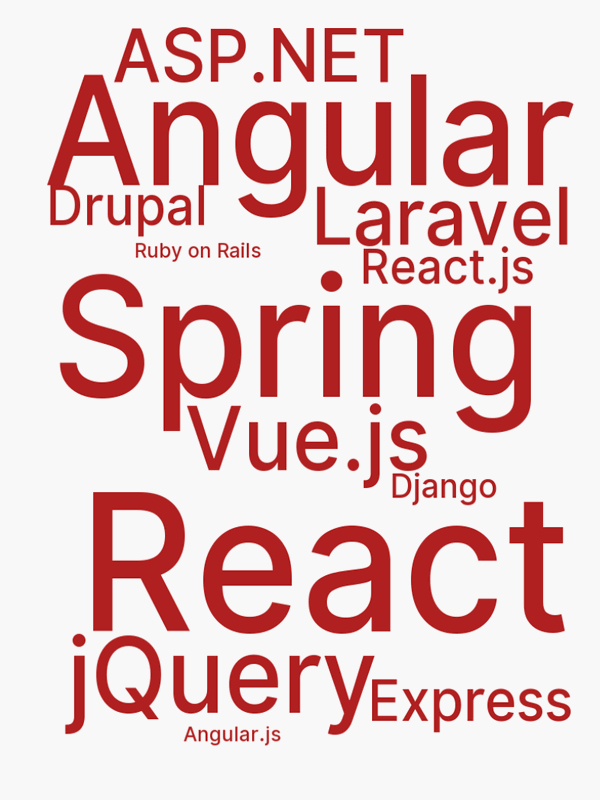 ASP.NET
Angular
Drupal
Laravel
Ruby on Rails
React.js
Spring
Vue.js
Django
React
jQuery
Express
Angular.js